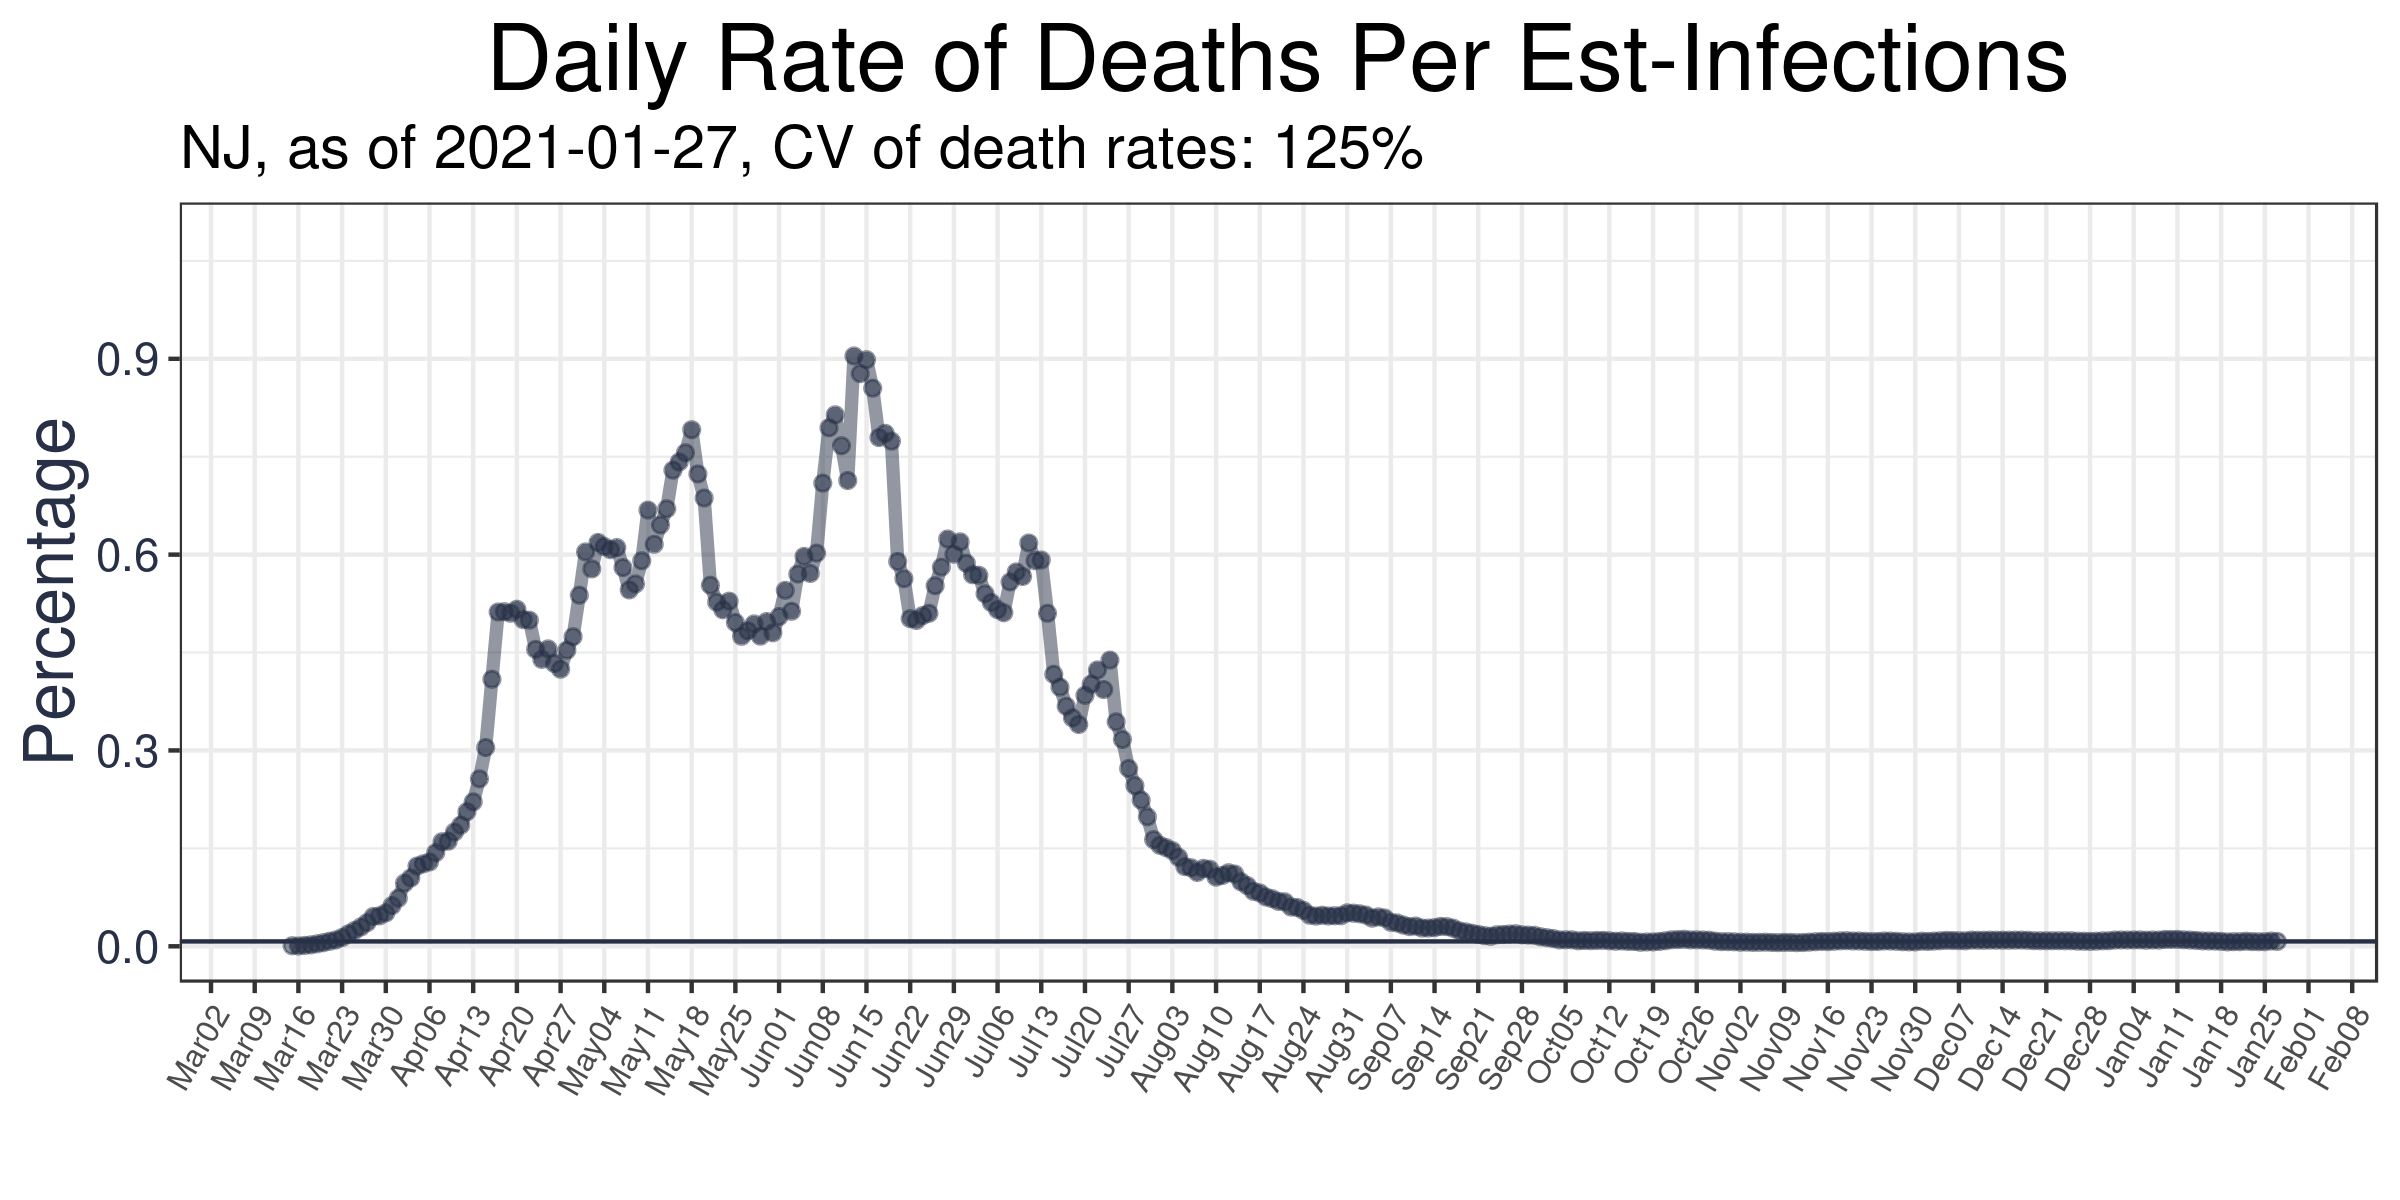 Daily Rate of Deaths Per Est-Infections
NJ, as of 2021-01-27, CV of death rates: 125%
Percentage
0.9
0.6
0.3
0.0
Mar02 Mar09 Mar16 Mar23 Mar30 Apr06 Apr13 Apr20 Apr27 May04 May11 May18 May25 Jun01 Jun08 Jun15 Jun22 Jun29 Jul06 Jul13 Jul20 Jul27 Aug03 Aug10 Aug17 Aug24 Aug31 Sep07 Sep14 Sep21 Sep28 Oct05 Oct12 Oct19 Oct26 Nov02 Nov09 Nov16 Nov23 Nov30 Dec07 Dec14 Dec21 Dec28 Jan04 Jan11 Jan18 Jan25 Feb01 Feb08